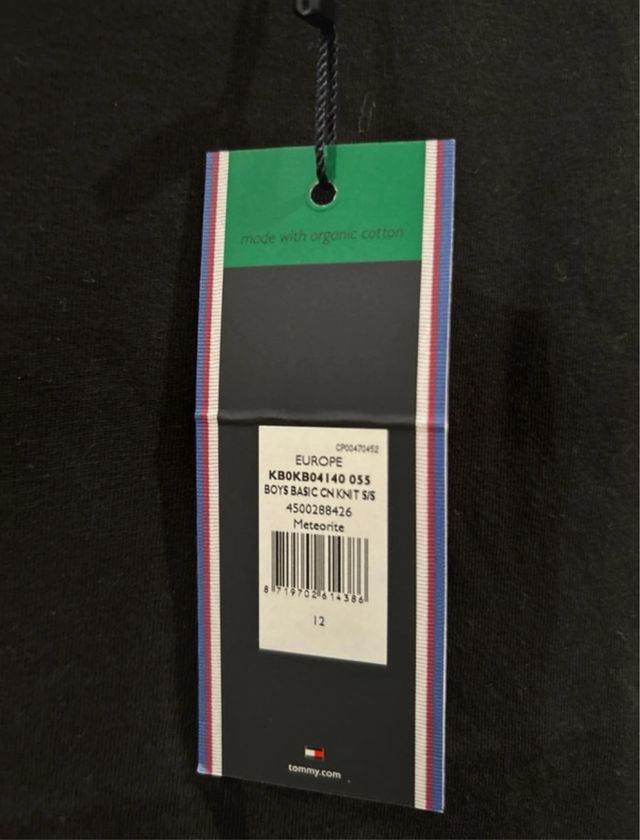 made with organic cotton
CP00470452
EUROPE
KB0KB04140 055
BOYS BASIC CN KNIT S/S
4500288426
Meteorite
8 719702 614386
12
tommy.com